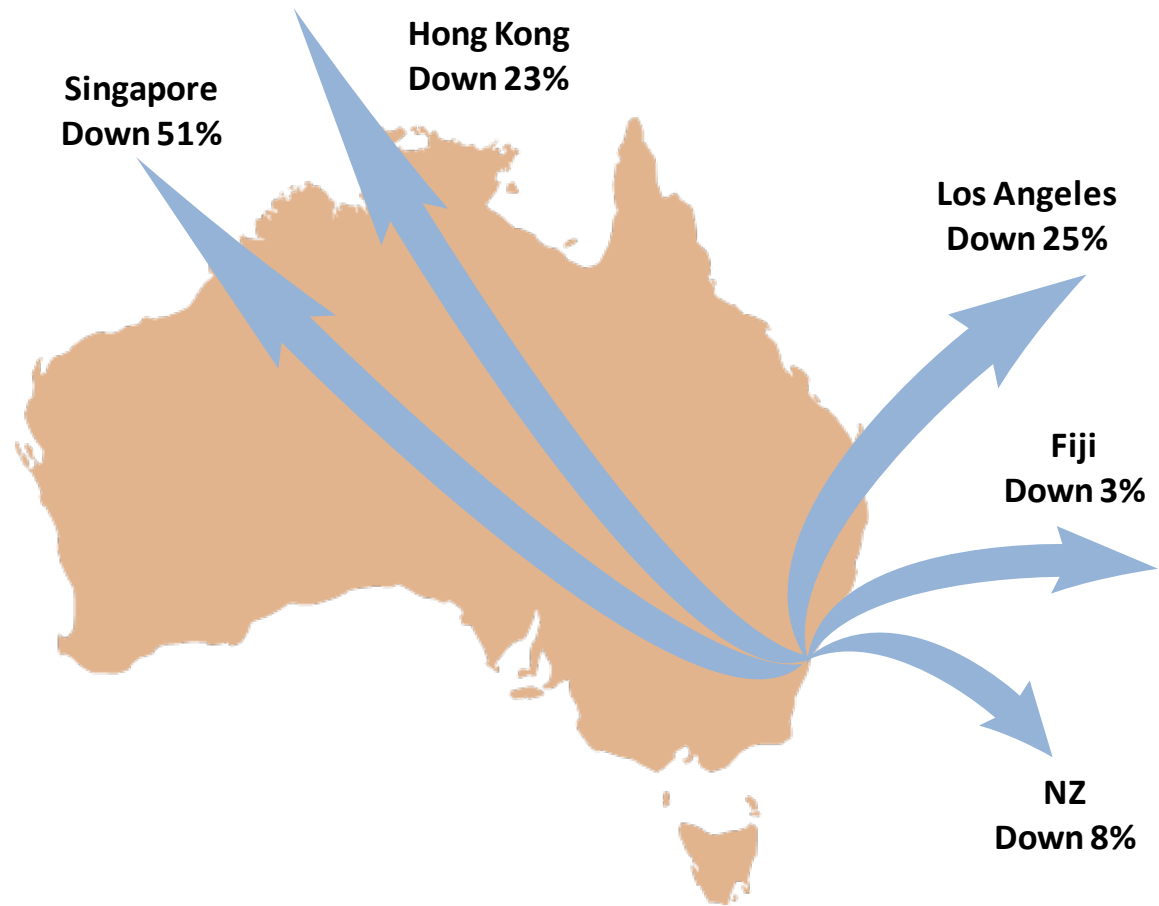 Hong Kong
Down 23%
Singapore
Down 51%
Los Angeles
Down 25%
Fiji
Down 3%
NZ
Down 8%